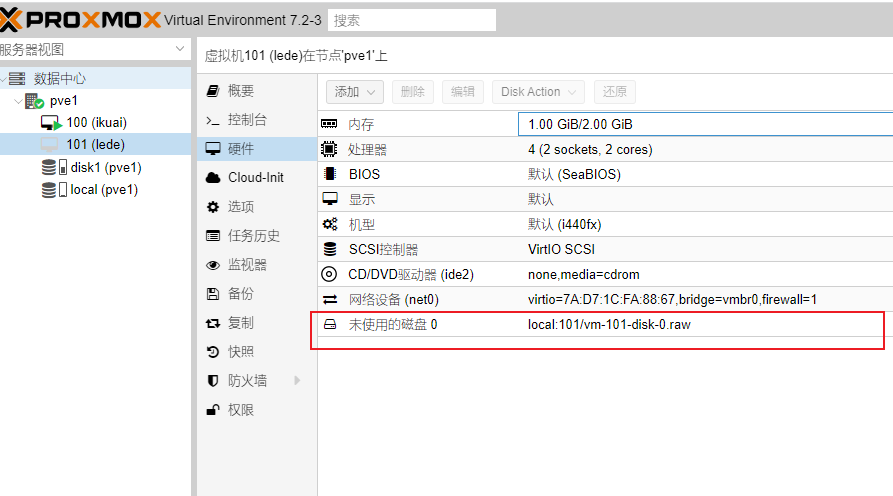 PROXMOX Virtual Environment 7.2-3 搜索
服务器视图
数据中心
pve1
100 (ikuai)
101 (lede)
disk1 (pve1)
local (pve1)
虚拟机101 (lede)在节点'pve1'上
概要
控制台
硬件
Cloud-Init
选项
任务历史
监视器
备份
复制
快照
防火墙
权限
添加 删除 编辑 Disk Action 还原
内存 1.00 GiB/2.00 GiB
处理器 4 (2 sockets, 2 cores)
BIOS 默认 (SeaBIOS)
显示 默认
机型 默认 (i440fx)
SCSI控制器 VirtIO SCSI
CD/DVD驱动器 (ide2) none,media=cdrom
网络设备 (net0) virtio=7A:D7:1C:FA:88:67,bridge=vmbr0,firewall=1
未使用的磁盘 0 local:101/vm-101-disk-0.raw